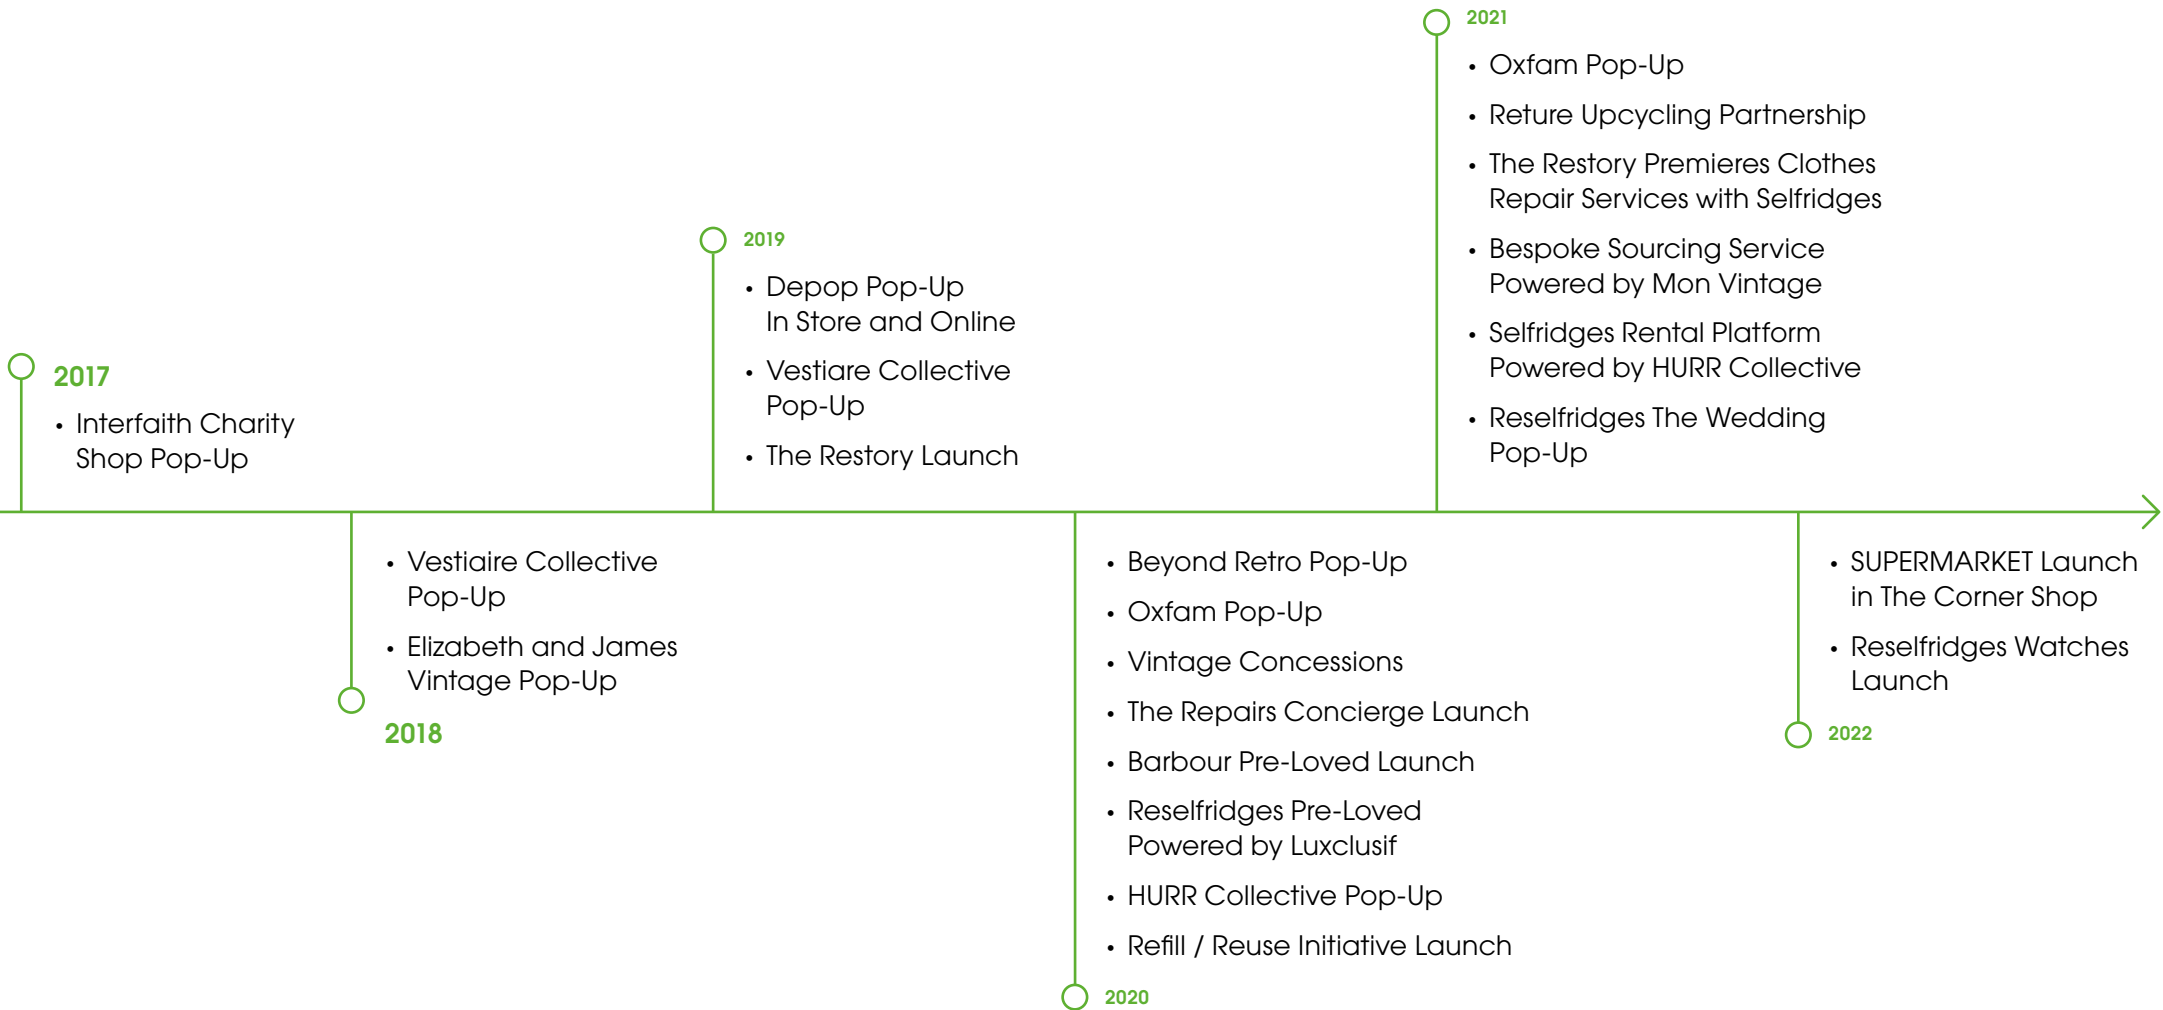 2017
• Interfaith Charity
Shop Pop-Up
• Vestiaire Collective
Pop-Up
• Elizabeth and James
Vintage Pop-Up
2018
2019
• Depop Pop-Up
In Store and Online
• Vestiare Collective
Pop-Up
• The Restory Launch
• Beyond Retro Pop-Up
• Oxfam Pop-Up
• Vintage Concessions
• The Repairs Concierge Launch
• Barbour Pre-Loved Launch
• Reselfridges Pre-Loved
Powered by Luxclusif
• HURR Collective Pop-Up
• Refill / Reuse Initiative Launch
2020
2021
• Oxfam Pop-Up
• Reture Upcycling Partnership
• The Restory Premieres Clothes
Repair Services with Selfridges
• Bespoke Sourcing Service
Powered by Mon Vintage
• Selfridges Rental Platform
Powered by HURR Collective
• Reselfridges The Wedding
Pop-Up
• SUPERMARKET Launch
in The Corner Shop
• Reselfridges Watches
Launch
2022